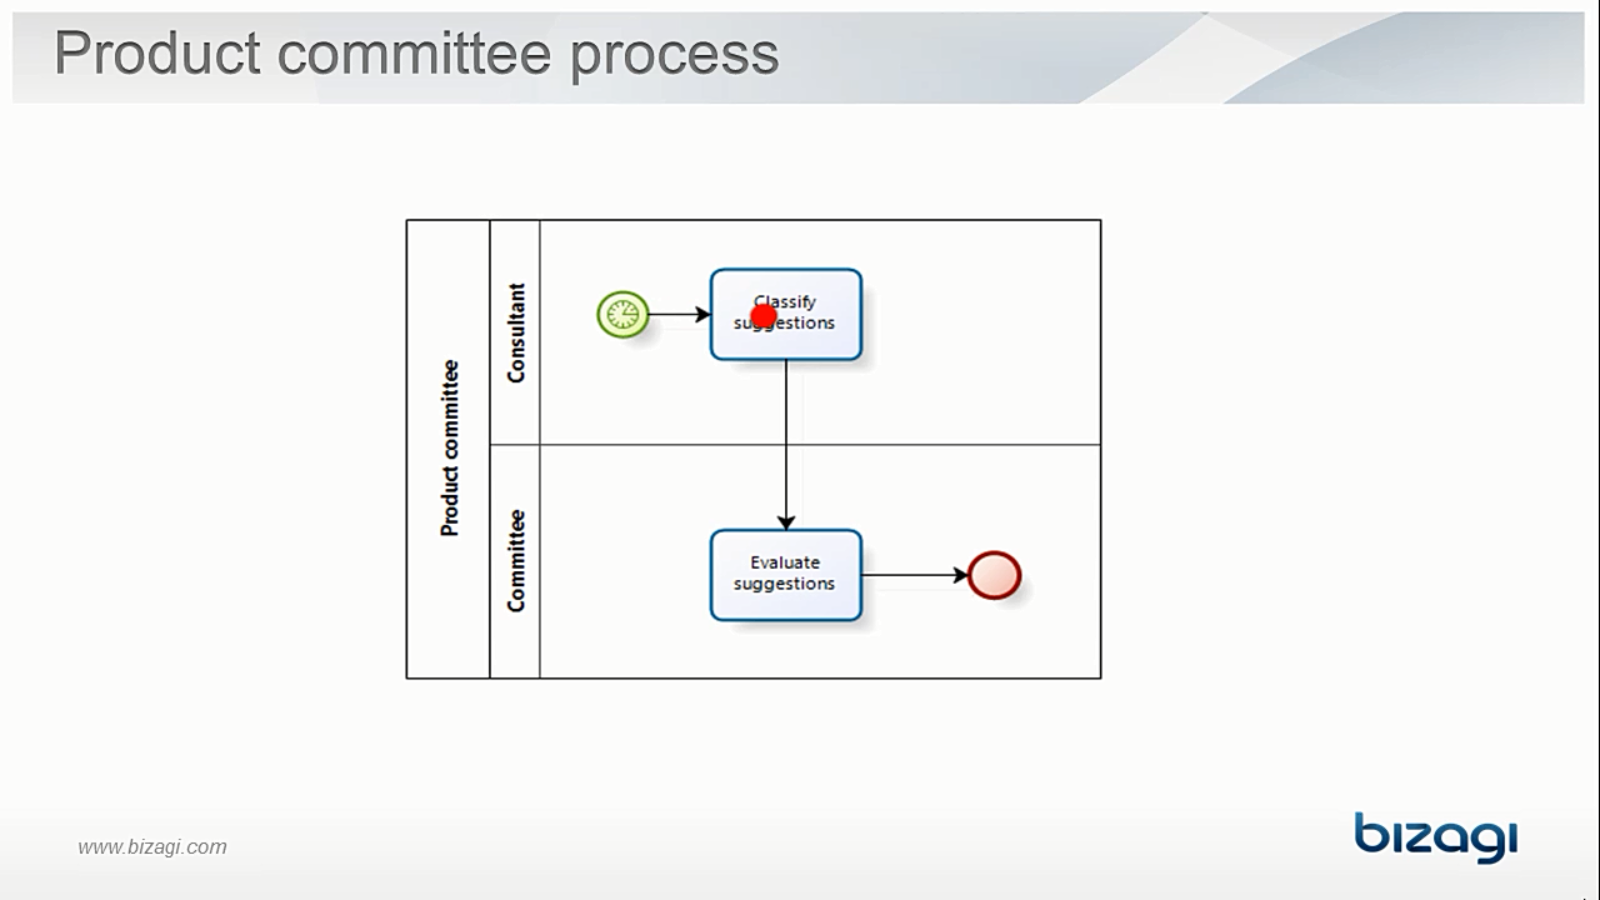 Product committee process
Product committee
Consultant
Classify
suggestions
Committee
Evaluate
suggestions
www.bizagi.com
bizagi